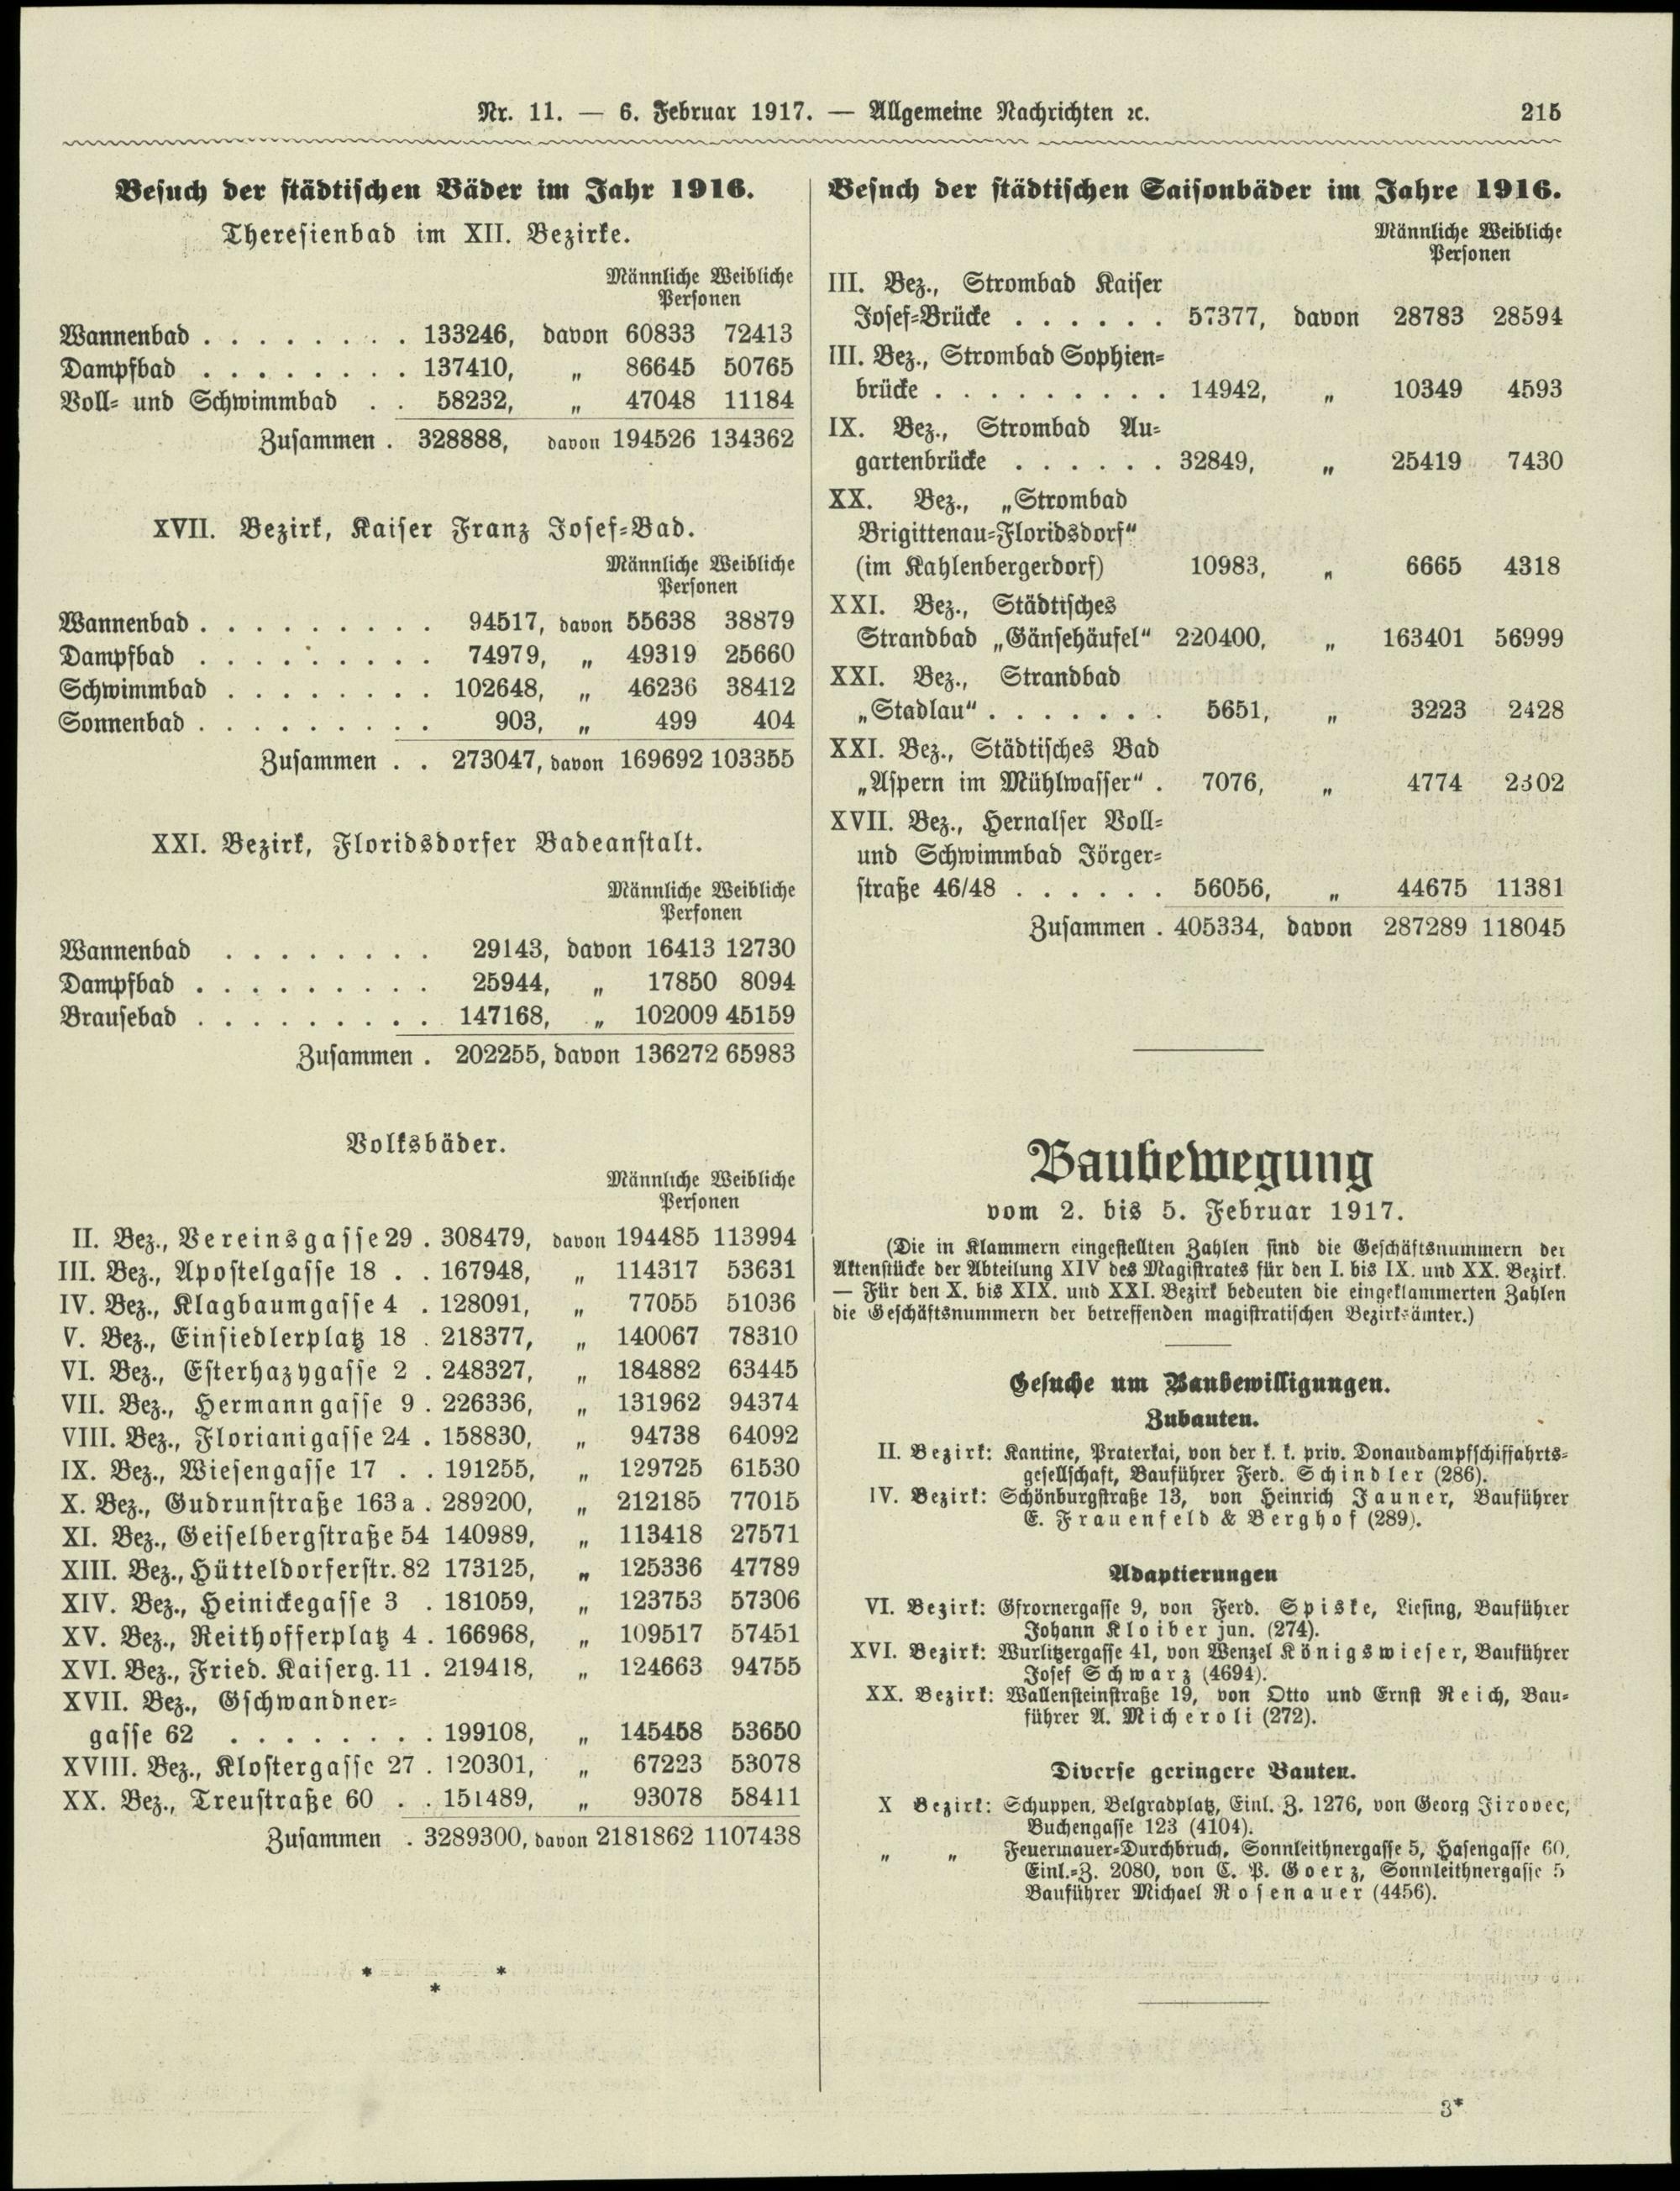 Nr. 11. — 6. Februar 1917. — Allgemeine Nachrichten ꝛc. 215
Besuch der städtischen Bäder im Jahr 1916.
Theresienbad im XII. Bezirke.
Männliche Weibliche
Personen
Wannenbad . . . . . . . . 133246, davon 60833 72413
Dampfbad . . . . . . . . 137410, „ 86645 50765
Voll- und Schwimmbad . . 58232, „ 47048 11184
Zusammen . 328888, davon 194526 134362
XVII. Bezirk, Kaiser Franz Josef-Bad.
Männliche Weibliche
Personen
Wannenbad . . . . . . . . . 94517, davon 55638 38879
Dampfbad . . . . . . . . . 74979, „ 49319 25660
Schwimmbad . . . . . . . . 102648, „ 46236 38412
Sonnenbad . . . . . . . . . 903, „ 499 404
Zusammen . . 273047, davon 169692 103355
XXI. Bezirk, Floridsdorfer Badeanstalt.
Männliche Weibliche
Personen
Wannenbad . . . . . . . . 29143, davon 16413 12730
Dampfbad . . . . . . . . . 25944, „ 17850 8094
Brausebad . . . . . . . . . 147168, „ 102009 45159
Zusammen . 202255, davon 136272 65983
Volksbäder.
Männliche Weibliche
Personen
II. Bez., Vereinsgasse 29 . 308479, davon 194485 113994
III. Bez., Apostelgasse 18 . . 167948, „ 114317 53631
IV. Bez., Klagbaumgasse 4 . 128091, „ 77055 51036
V. Bez., Einsiedlerplatz 18 . 218377, „ 140067 78310
VI. Bez., Esterhazygasse 2 . 248327, „ 184882 63445
VII. Bez., Hermanngasse 9 . 226336, „ 131962 94374
VIII. Bez., Florianigasse 24 . 158830, „ 94738 64092
IX. Bez., Wiesengasse 17 . . 191255, „ 129725 61530
X. Bez., Gudrunstraße 163a . 289200, „ 212185 77015
XI. Bez., Geiselbergstraße 54 140989, „ 113418 27571
XIII. Bez., Hütteldorferstr. 82 173125, „ 125336 47789
XIV. Bez., Heinickegasse 3 . 181059, „ 123753 57306
XV. Bez., Reithofferplatz 4 . 166968, „ 109517 57451
XVI. Bez., Fried. Kaiserg. 11 . 219418, „ 124663 94755
XVII. Bez., Gschwandner-
gasse 62 . . . . . . . . 199108, „ 145458 53650
XVIII. Bez., Klostergasse 27 . 120301, „ 67223 53078
XX. Bez., Treustraße 60 . . 151489, „ 93078 58411
Zusammen . 3289300, davon 2181862 1107438
* * *
Besuch der städtischen Saisonbäder im Jahre 1916.
Männliche Weibliche
Personen
III. Bez., Strombad Kaiser
Josef-Brücke . . . . . . 57377, davon 28783 28594
III. Bez., Strombad Sophien-
brücke . . . . . . . . . 14942, „ 10349 4593
IX. Bez., Strombad Au-
gartenbrücke . . . . . . 32849, „ 25419 7430
XX. Bez., „Strombad
Brigittenau-Floridsdorf“
(im Kahlenbergerdorf) 10983, „ 6665 4318
XXI. Bez., Städtisches
Strandbad „Gänsehäufel“ 220400, „ 163401 56999
XXI. Bez., Strandbad
„Stadlau“ . . . . . . . 5651, „ 3223 2428
XXI. Bez., Städtisches Bad
„Aspern im Mühlwasser“ . 7076, „ 4774 2302
XVII. Bez., Hernalser Voll-
und Schwimmbad Jörger-
straße 46/48 . . . . . . 56056, „ 44675 11381
Zusammen . 405334, davon 287289 118045
Baubewegung
vom 2. bis 5. Februar 1917.
(Die in Klammern eingestellten Zahlen sind die Geschäftsnummern der
Aktenstücke der Abteilung XIV des Magistrates für den I. bis IX. und XX. Bezirk.
— Für den X. bis XIX. und XXI. Bezirk bedeuten die eingeklammerten Zahlen
die Geschäftsnummern der betreffenden magistratischen Bezirksämter.)
Gesuche um Baubewilligungen.
Zubauten.
II. Bezirk: Kantine, Praterkai, von der k. k. priv. Donaudampfschiffahrts-
gesellschaft, Bauführer Ferd. Schindler (286).
IV. Bezirk: Schönburgstraße 13, von Heinrich Jauner, Bauführer
E. Frauenfeld & Berghof (289).
Adaptierungen
VI. Bezirk: Gfrornergasse 9, von Ferd. Spiske, Liesing, Bauführer
Johann Kloiber jun. (274).
XVI. Bezirk: Wurlitzergasse 41, von Wenzel Königswieser, Bauführer
Josef Schwarz (4694).
XX. Bezirk: Wallensteinstraße 19, von Otto und Ernst Reich, Bau-
führer A. Micheroli (272).
Diverse geringere Bauten.
X Bezirk: Schuppen, Belgradplatz, Einl. Z. 1276, von Georg Jirovec,
Buchengasse 123 (4104).
„ „ Feuermauer-Durchbruch, Sonnleithnergasse 5, Hasengasse 60,
Einl.-Z. 2080, von C. P. Goerz, Sonnleithnergasse 5
Bauführer Michael Rosenauer (4456).
3*